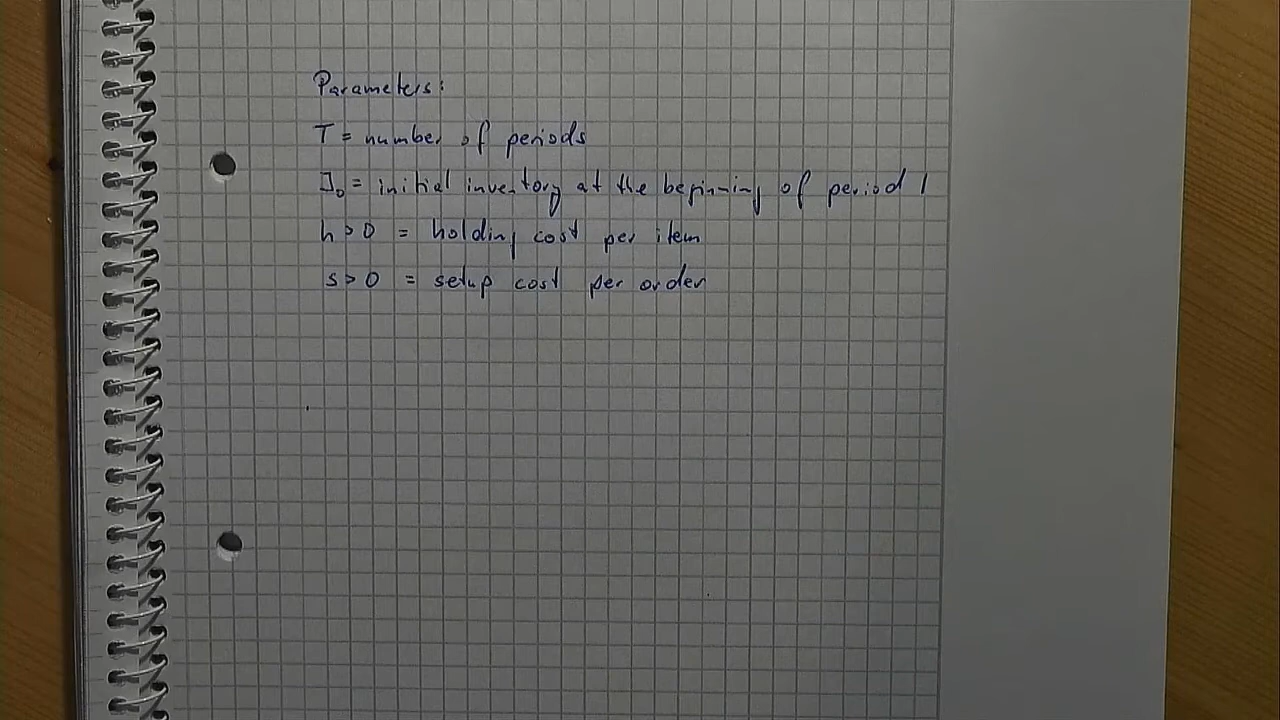 Parameters:
T = number of periods
I₀ = initial inventory at the beginning of period 1
h > 0 = holding cost per item
s > 0 = setup cost per order